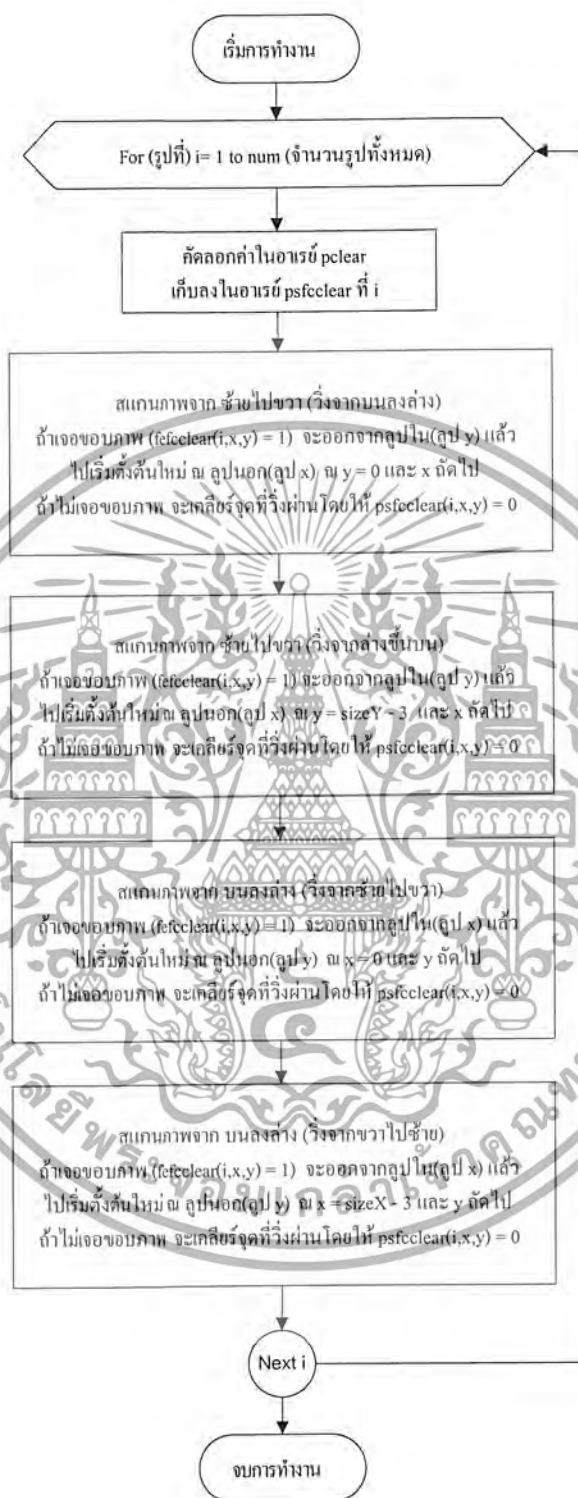 เริ่มการทำงาน
For (รูปที่) i= 1 to num (จำนวนรูปทั้งหมด)
คัดลอกค่าในอาเรย์ pclear
เก็บลงในอาเรย์ psfcclear ที่ i
สแกนภาพจาก ซ้ายไปขวา (วิ่งจากบนลงล่าง)
ถ้าเจอขอบภาพ (fefcclear(i,x,y) = 1) จะออกจากลูปใน(ลูป y) แล้ว
ไปเริ่มตั้งต้นใหม่ ณ ลูปนอก(ลูป x) ณ y = 0 และ x ถัดไป
ถ้าไม่เจอขอบภาพ จะเคลียร์จุดที่วิ่งผ่านโดยให้ psfcclear(i,x,y) = 0
สแกนภาพจาก ซ้ายไปขวา (วิ่งจากล่างขึ้นบน)
ถ้าเจอขอบภาพ (fefcclear(i,x,y) = 1) จะออกจากลูปใน(ลูป y) แล้ว
ไปเริ่มตั้งต้นใหม่ ณ ลูปนอก(ลูป x) ณ y = sizeY - 3 และ x ถัดไป
ถ้าไม่เจอขอบภาพ จะเคลียร์จุดที่วิ่งผ่านโดยให้ psfcclear(i,x,y) = 0
สแกนภาพจาก บนลงล่าง (วิ่งจากซ้ายไปขวา)
ถ้าเจอขอบภาพ (fefcclear(i,x,y) = 1) จะออกจากลูปใน(ลูป x) แล้ว
ไปเริ่มตั้งต้นใหม่ ณ ลูปนอก(ลูป y) ณ x = 0 และ y ถัดไป
ถ้าไม่เจอขอบภาพ จะเคลียร์จุดที่วิ่งผ่านโดยให้ psfcclear(i,x,y) = 0
สแกนภาพจาก บนลงล่าง (วิ่งจากขวาไปซ้าย)
ถ้าเจอขอบภาพ (fefcclear(i,x,y) = 1) จะออกจากลูปใน(ลูป x) แล้ว
ไปเริ่มตั้งต้นใหม่ ณ ลูปนอก(ลูป y) ณ x = sizeX - 3 และ y ถัดไป
ถ้าไม่เจอขอบภาพ จะเคลียร์จุดที่วิ่งผ่านโดยให้ psfcclear(i,x,y) = 0
Next i
จบการทำงาน